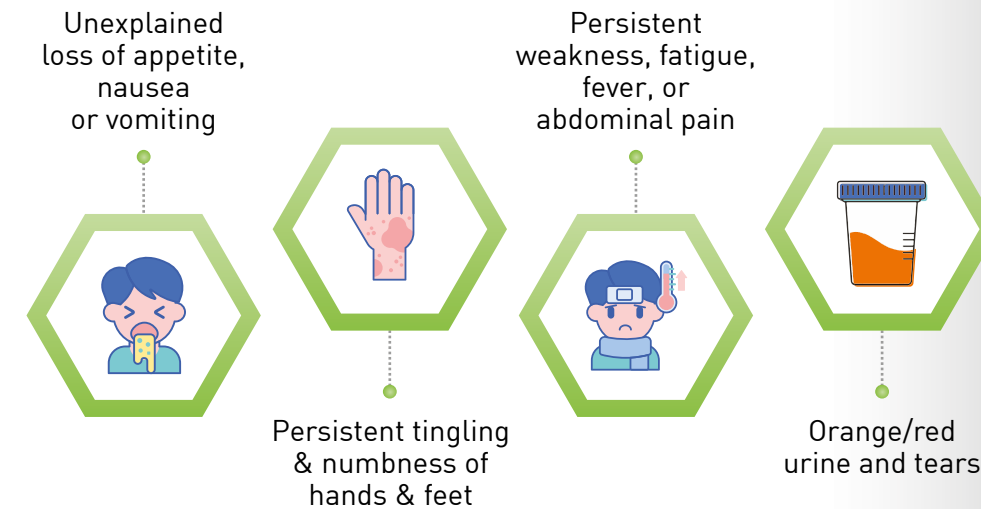 Unexplained
loss of appetite,
nausea
or vomiting
Persistent tingling
& numbness of
hands & feet
Persistent
weakness, fatigue,
fever, or
abdominal pain
Orange/red
urine and tears